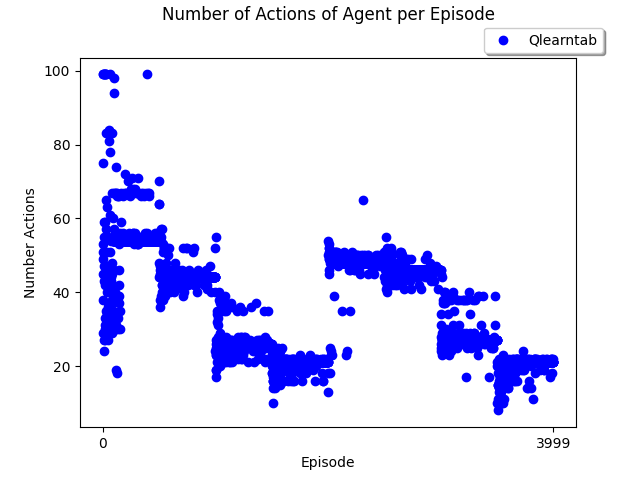 Number of Actions of Agent per Episode
Qlearntab
100
80
60
40
20
Number Actions
0
3999
Episode